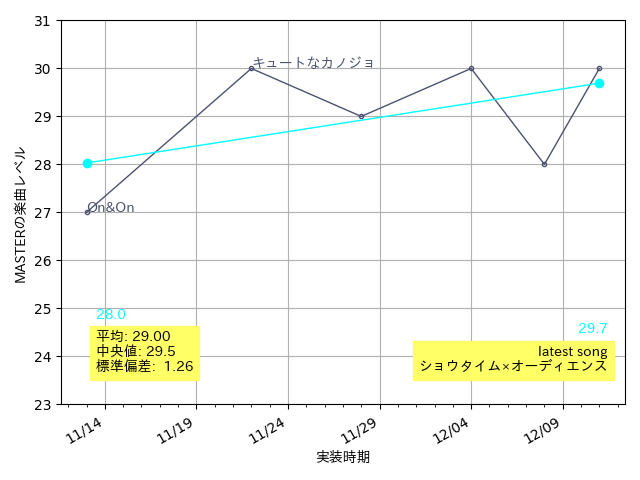 31
30
29
28
27
26
25
24
23
MASTERの楽曲レベル
キュートなカノジョ
On&On
28.0
29.7
平均: 29.00
中央値: 29.5
標準偏差: 1.26
latest song
ショウタイム×オーディエンス
11/14
11/19
11/24
11/29
12/04
12/09
実装時期